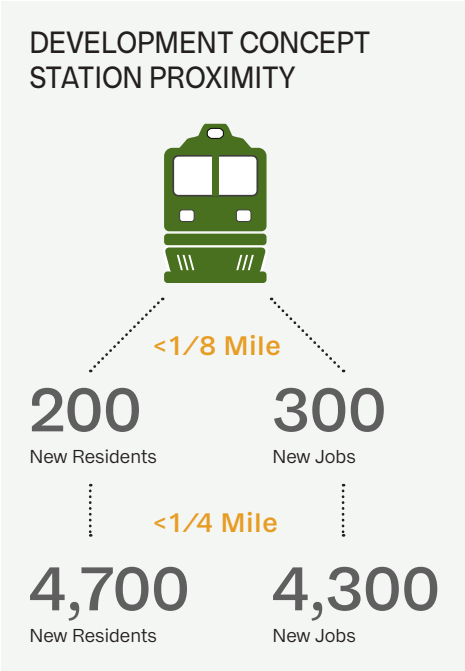 DEVELOPMENT CONCEPT
STATION PROXIMITY
<1/8 Mile
200
New Residents
300
New Jobs
<1/4 Mile
4,700
New Residents
4,300
New Jobs